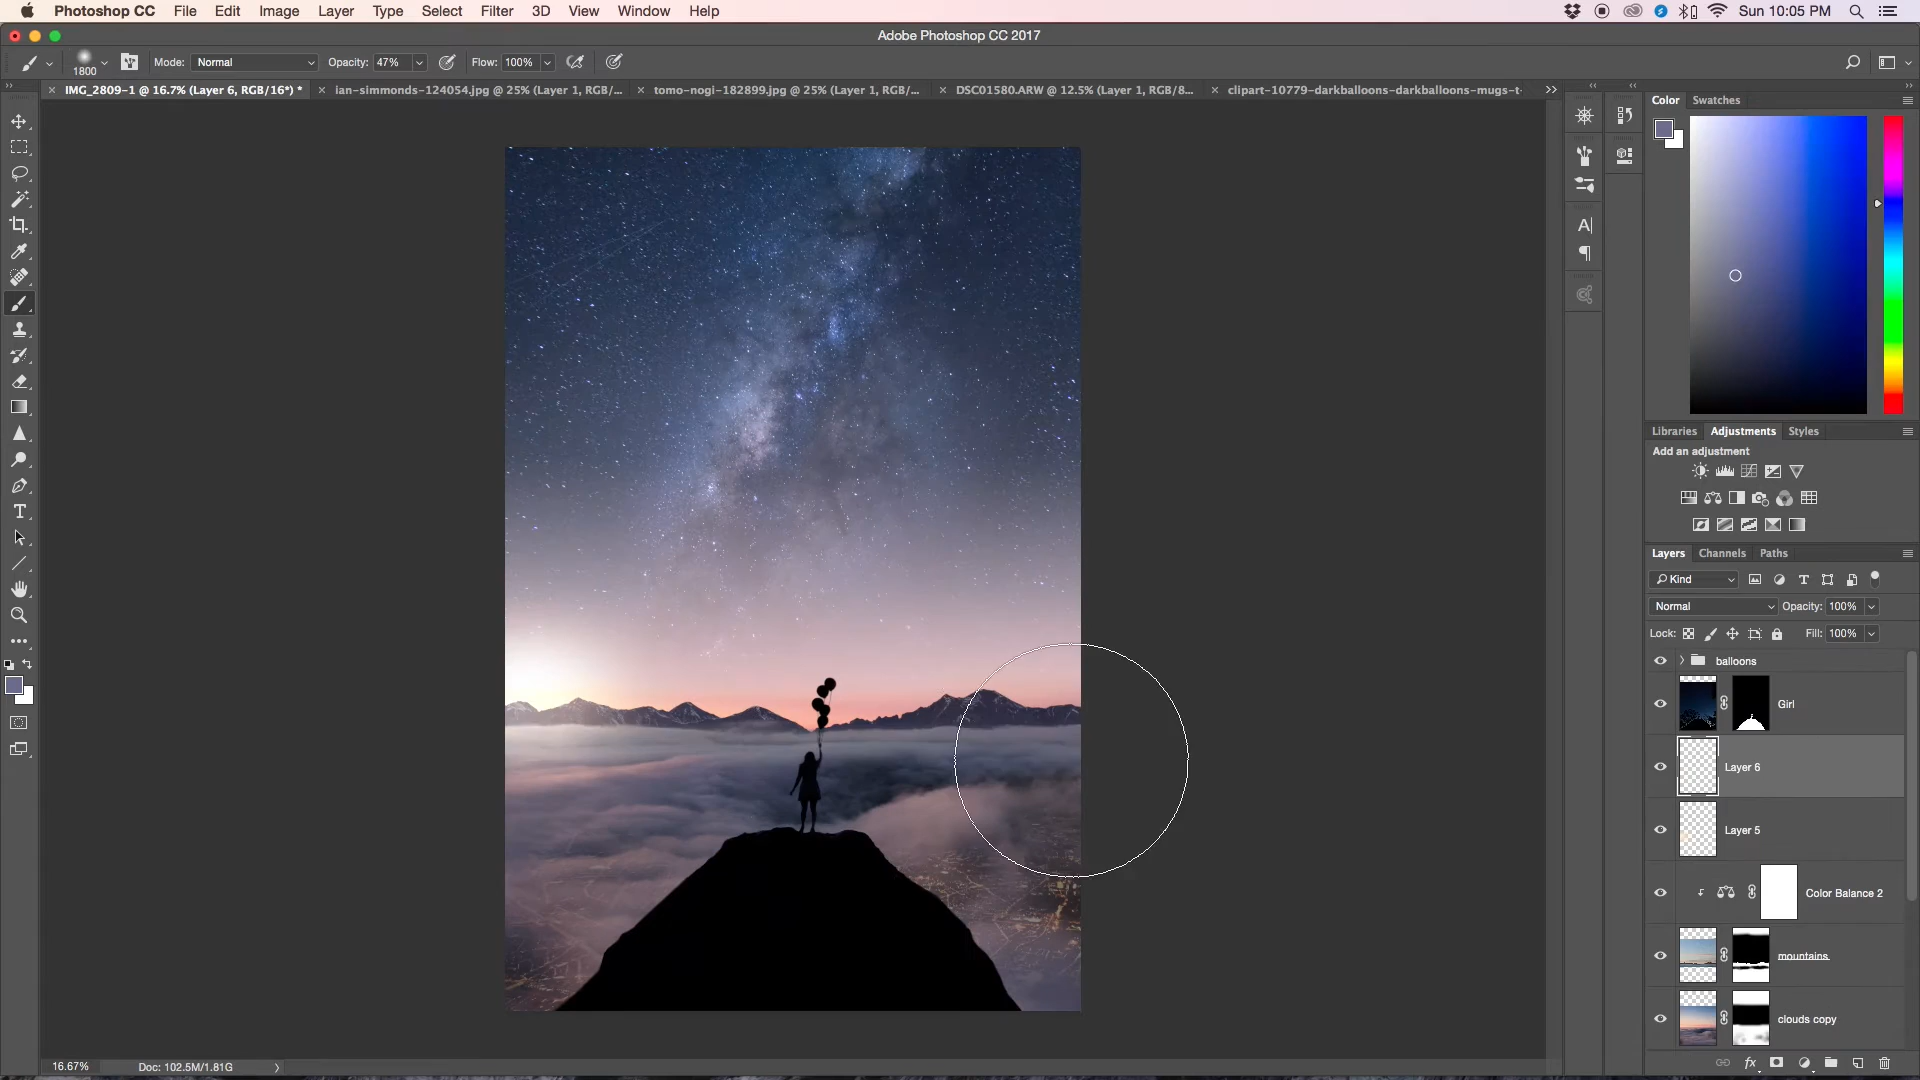 Photoshop CC File Edit Image Layer Type Select Filter 3D View Window Help Sun 10:05 PM
Adobe Photoshop CC 2017
1800 Mode: Normal Opacity: 47% Flow: 100%
IMG_2809-1 @ 16.7% (Layer 6, RGB/16*) * ian-simmonds-124054.jpg @ 25% (Layer 1, RGB/... tomo-nogi-182899.jpg @ 25% (Layer 1, RGB/... DSC01580.ARW @ 12.5% (Layer 1, RGB/8... clipart-10779-darkballoons-darkballoons-mugs-t-
Color Swatches
Libraries Adjustments Styles
Add an adjustment
Layers Channels Paths
Kind
Normal Opacity: 100%
Lock: Fill: 100%
balloons
Girl
Layer 6
Layer 5
Color Balance 2
mountains
clouds copy
16.67% Doc: 102.5M/1.81G